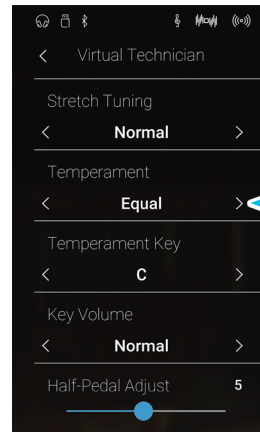 Virtual Technician
Stretch Tuning
Normal
Temperament
Equal
Temperament Key
C
Key Volume
Normal
Half-Pedal Adjust 5